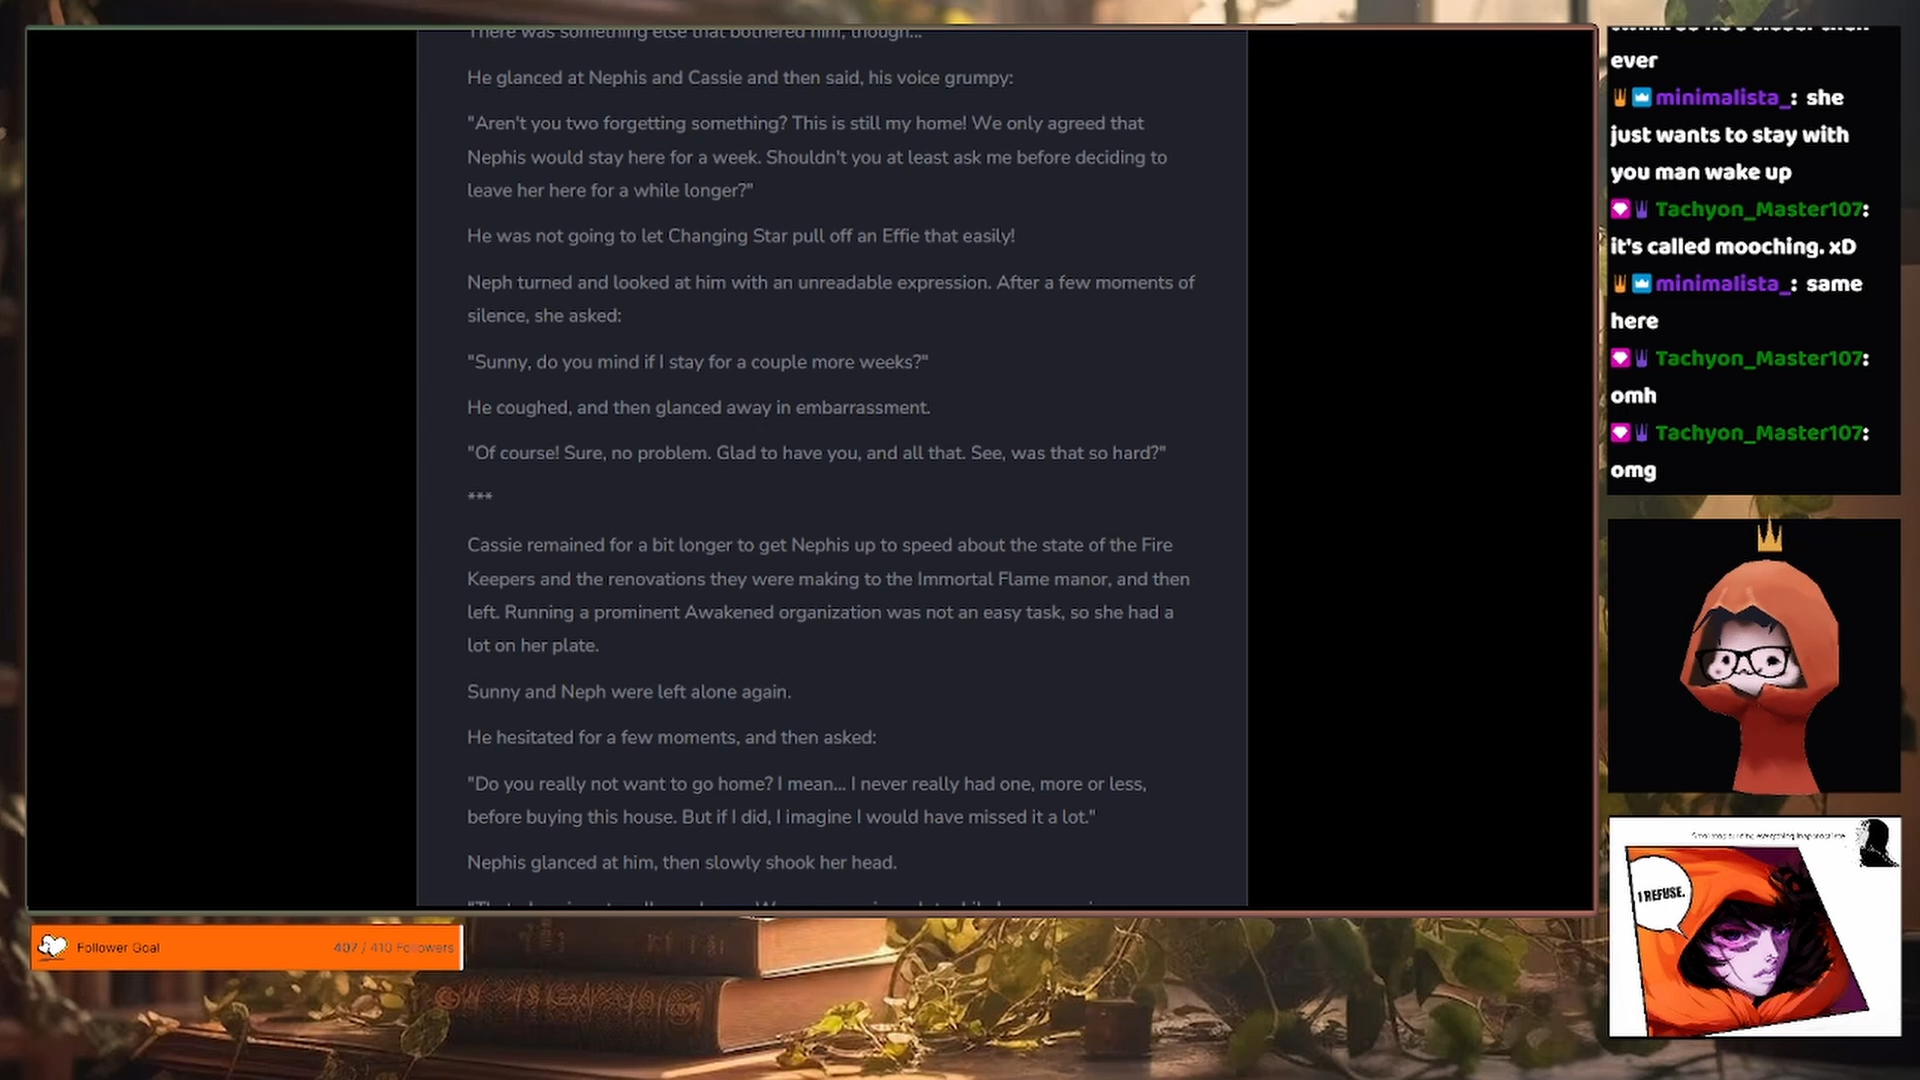 There was something else that bothered him, though...
He glanced at Nephis and Cassie and then said, his voice grumpy:
"Aren't you two forgetting something? This is still my home! We only agreed that
Nephis would stay here for a week. Shouldn't you at least ask me before deciding to
leave her here for a while longer?"
He was not going to let Changing Star pull off an Effie that easily!
Neph turned and looked at him with an unreadable expression. After a few moments of
silence, she asked:
"Sunny, do you mind if I stay for a couple more weeks?"
He coughed, and then glanced away in embarrassment.
"Of course! Sure, no problem. Glad to have you, and all that. See, was that so hard?"
***
Cassie remained for a bit longer to get Nephis up to speed about the state of the Fire
Keepers and the renovations they were making to the Immortal Flame manor, and then
left. Running a prominent Awakened organization was not an easy task, so she had a
lot on her plate.
Sunny and Neph were left alone again.
He hesitated for a few moments, and then asked:
"Do you really not want to go home? I mean... I never really had one, more or less,
before buying this house. But if I did, I imagine I would have missed it a lot."
Nephis glanced at him, then slowly shook her head.
ever
minimalista_: she
just wants to stay with
you man wake up
Tachyon_Master107:
it's called mooching. xD
minimalista_: same
here
Tachyon_Master107:
omh
Tachyon_Master107:
omg
I REFUSE.
Follower Goal
407 / 410 Followers